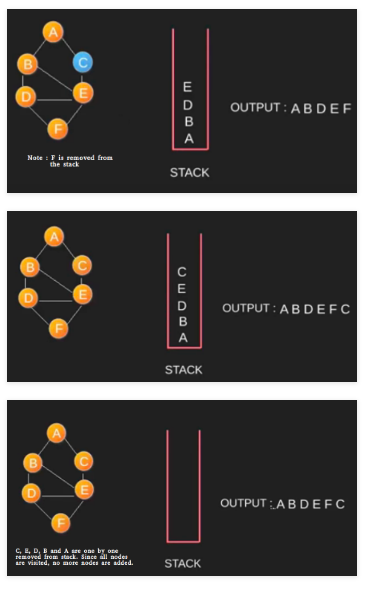 A
B
C
D
E
F
Note : F is removed from
the stack
E
D
B
A
STACK
OUTPUT : A B D E F
A
B
C
D
E
F
C
E
D
B
A
STACK
OUTPUT : A B D E F C
A
B
C
D
E
F
C, E, D, B and A are one by one
removed from stack. Since all nodes
are visited, no more nodes are added.
STACK
OUTPUT :. A B D E F C